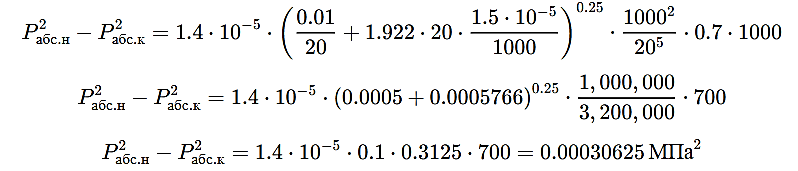 P²абс.н − P²абс.к = 1.4 · 10⁻⁵ · (0.01/20 + 1.922 · 20 · 1.5 · 10⁻⁵/1000)^0.25 · 1000²/20⁵ · 0.7 · 1000
P²абс.н − P²абс.к = 1.4 · 10⁻⁵ · (0.0005 + 0.0005766)^0.25 · 1,000,000/3,200,000 · 700
P²абс.н − P²абс.к = 1.4 · 10⁻⁵ · 0.1 · 0.3125 · 700 = 0.00030625 МПа²